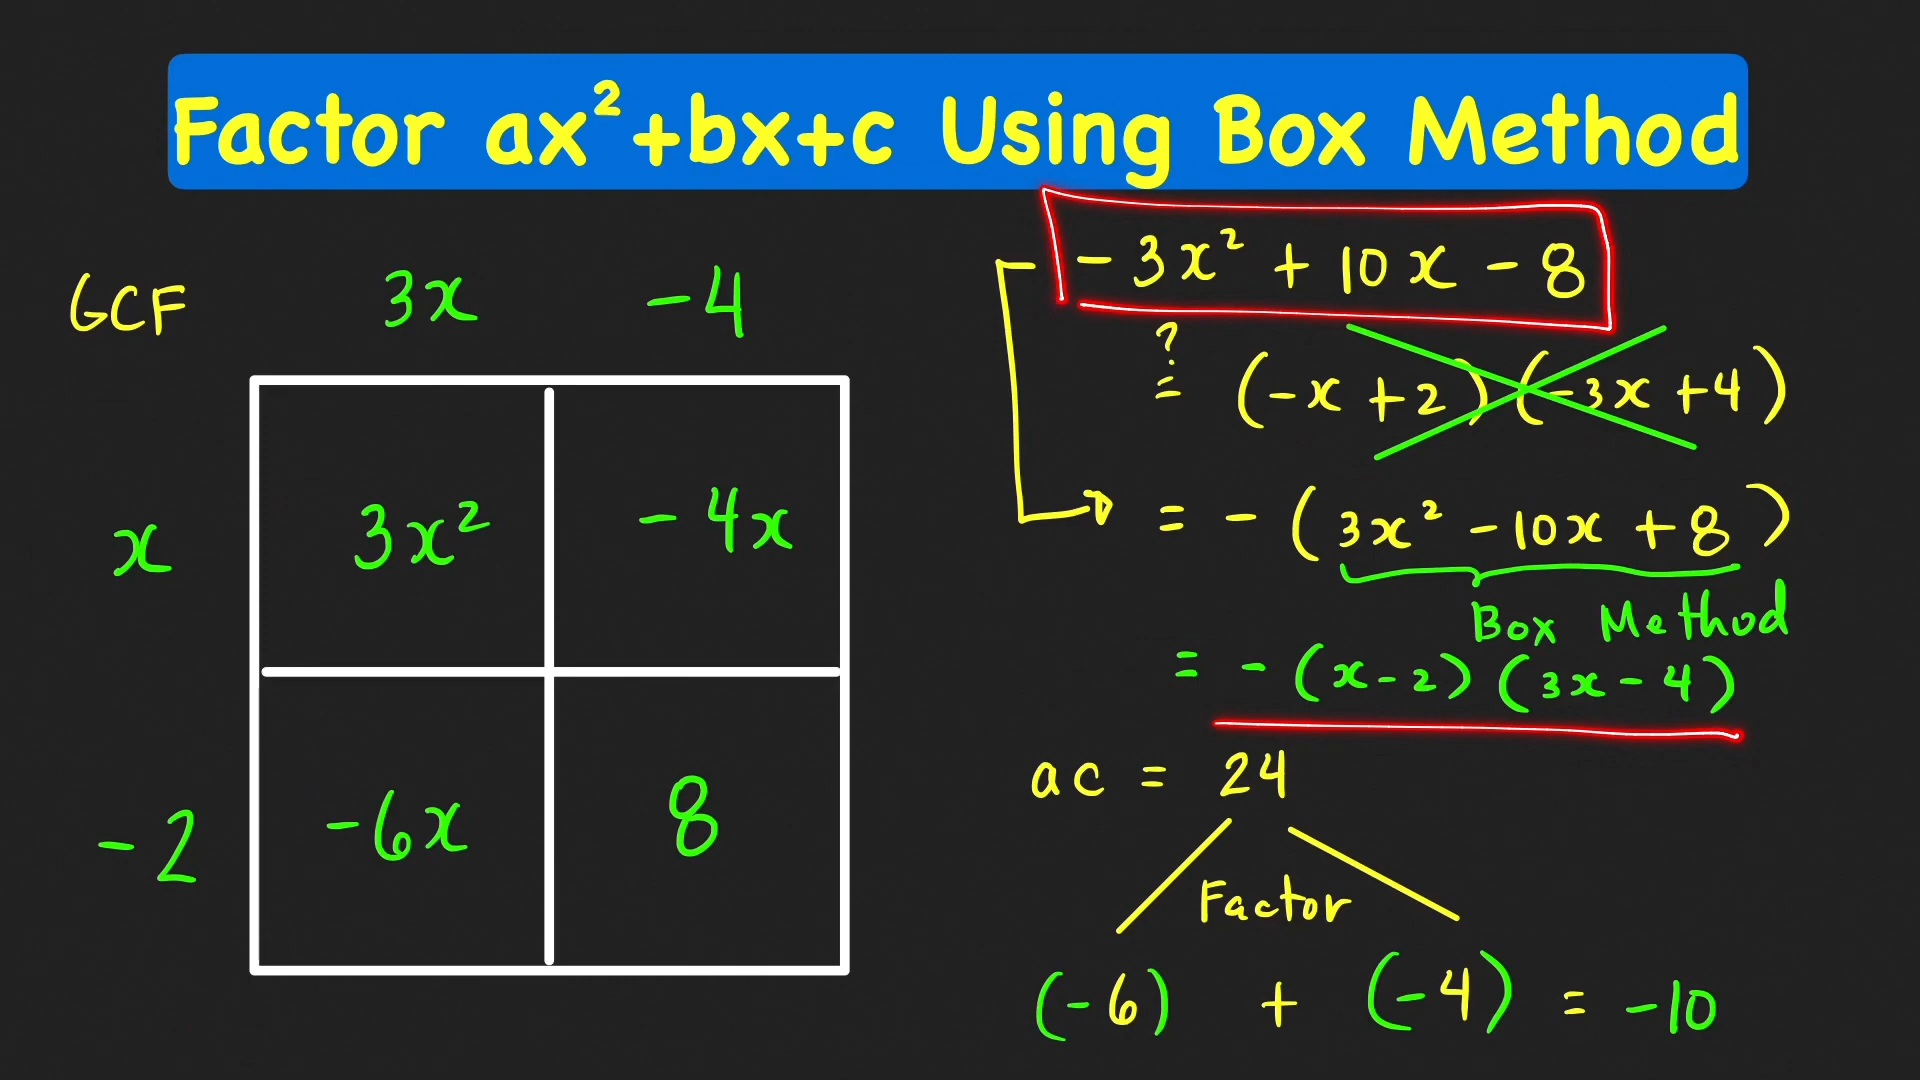 Factor ax²+bx+c Using Box Method
-3x² + 10x - 8
GCF 3x -4
? = (-x + 2) (-3x + 4)
x 3x² -4x
= - (3x² - 10x + 8)
Box Method
= - (x - 2) (3x - 4)
-2 -6x 8
ac = 24
Factor
(-6) + (-4) = -10